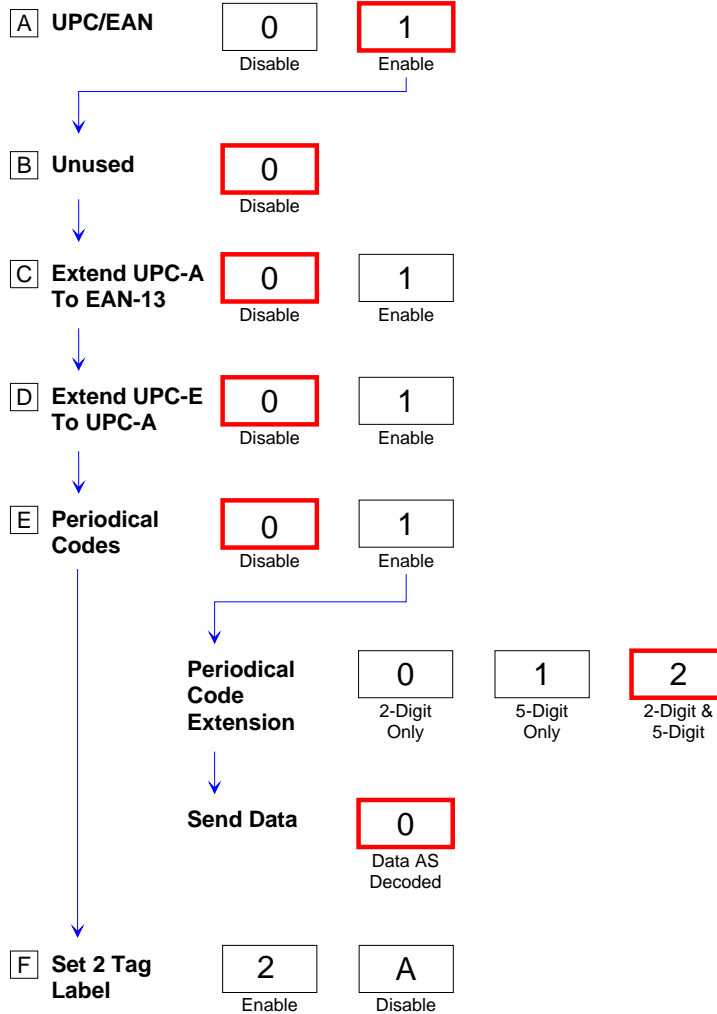 A UPC/EAN 0 1
Disable Enable
B Unused 0
Disable
C Extend UPC-A 0 1
To EAN-13
Disable Enable
D Extend UPC-E 0 1
To UPC-A
Disable Enable
E Periodical 0 1
Codes
Disable Enable
Periodical 0 1 2
Code
Extension
2-Digit 5-Digit 2-Digit &
Only Only 5-Digit
Send Data 0
Data AS
Decoded
F Set 2 Tag 2 A
Label
Enable Disable